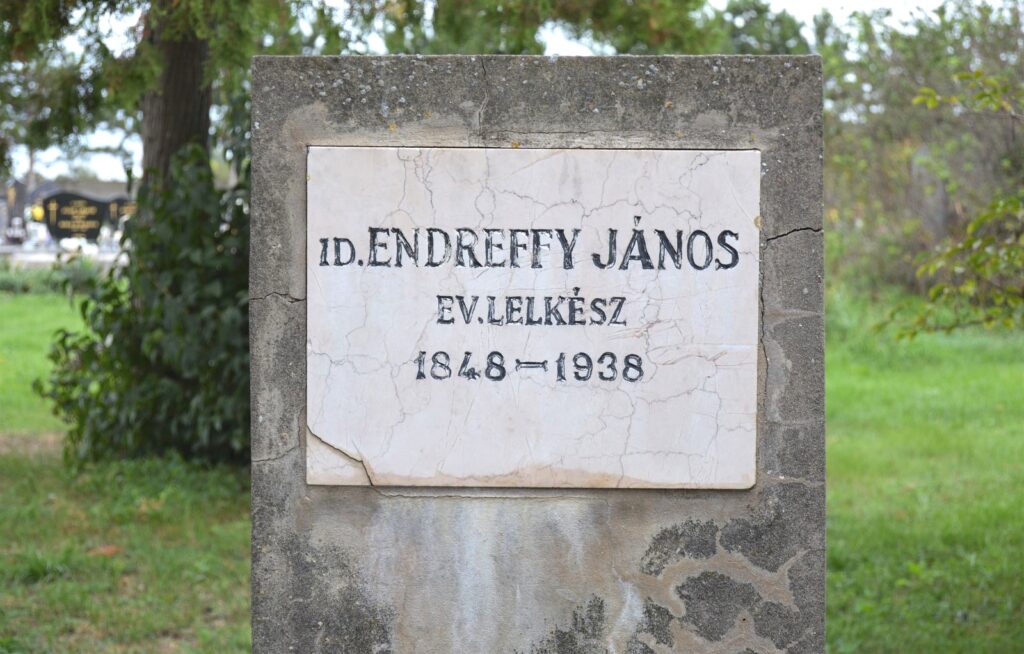 ID. ENDREFFY JÁNOS
EV. LELKÉSZ
1848-1938